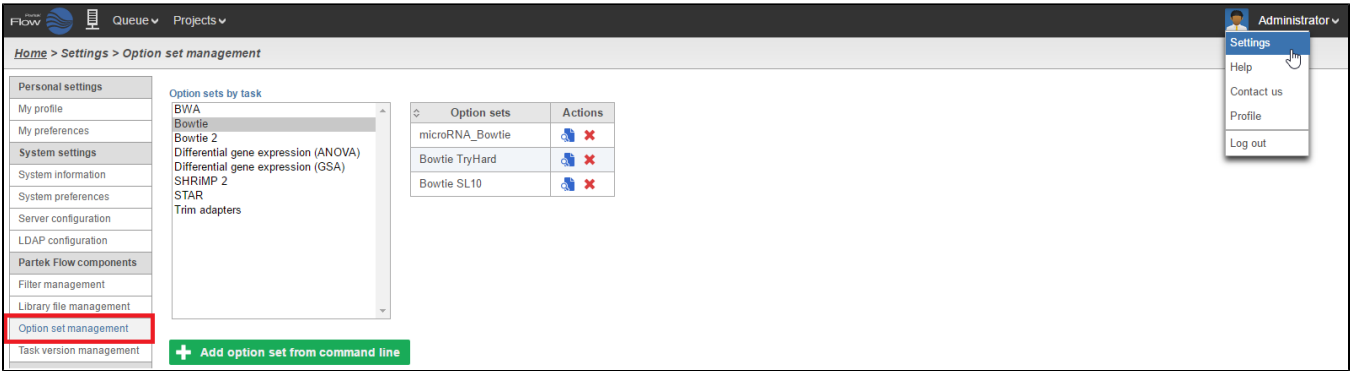 Partek
Flow Queue Projects Administrator
Home > Settings > Option set management
Settings
Help
Contact us
Profile
Log out
Personal settings
My profile
My preferences
System settings
System information
System preferences
Server configuration
LDAP configuration
Partek Flow components
Filter management
Library file management
Option set management
Task version management
Option sets by task
BWA
Bowtie
Bowtie 2
Differential gene expression (ANOVA)
Differential gene expression (GSA)
SHRiMP 2
STAR
Trim adapters
Option sets Actions
microRNA_Bowtie
Bowtie TryHard
Bowtie SL10
Add option set from command line